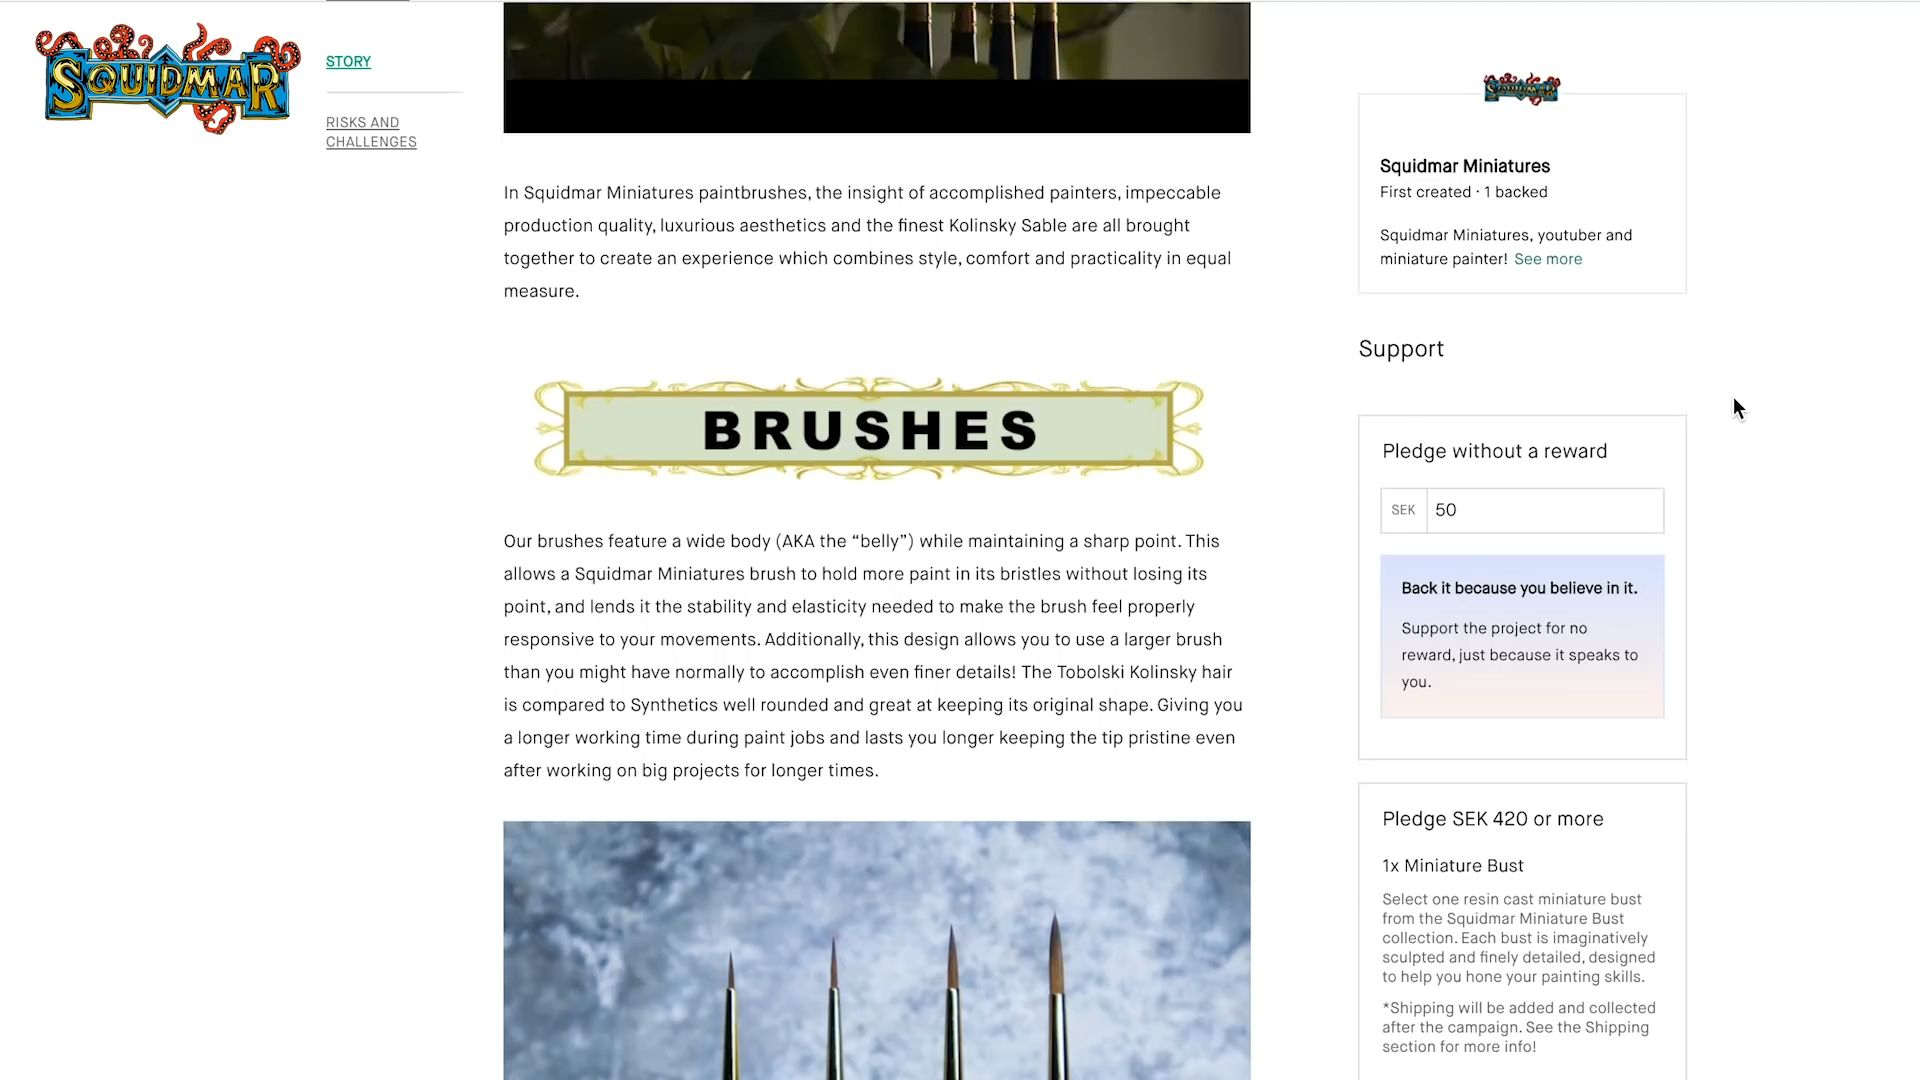 SQUIDMAR
STORY
RISKS AND
CHALLENGES
In Squidmar Miniatures paintbrushes, the insight of accomplished painters, impeccable
production quality, luxurious aesthetics and the finest Kolinsky Sable are all brought
together to create an experience which combines style, comfort and practicality in equal
measure.
BRUSHES
Our brushes feature a wide body (AKA the “belly”) while maintaining a sharp point. This
allows a Squidmar Miniatures brush to hold more paint in its bristles without losing its
point, and lends it the stability and elasticity needed to make the brush feel properly
responsive to your movements. Additionally, this design allows you to use a larger brush
than you might have normally to accomplish even finer details! The Tobolski Kolinsky hair
is compared to Synthetics well rounded and great at keeping its original shape. Giving you
a longer working time during paint jobs and lasts you longer keeping the tip pristine even
after working on big projects for longer times.
SQUIDMAR
Squidmar Miniatures
First created · 1 backed
Squidmar Miniatures, youtuber and
miniature painter! See more
Support
Pledge without a reward
SEK 50
Back it because you believe in it.
Support the project for no
reward, just because it speaks to
you.
Pledge SEK 420 or more
1x Miniature Bust
Select one resin cast miniature bust
from the Squidmar Miniature Bust
collection. Each bust is imaginatively
sculpted and finely detailed, designed
to help you hone your painting skills.
*Shipping will be added and collected
after the campaign. See the Shipping
section for more info!